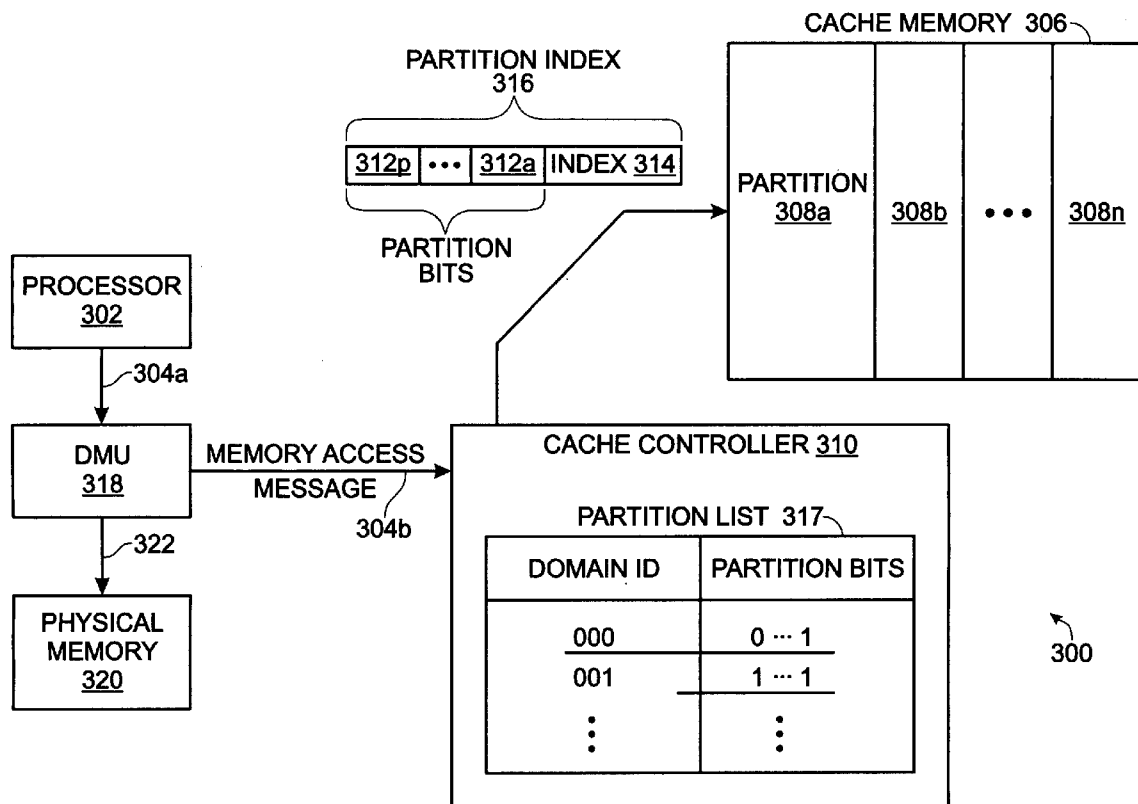 CACHE MEMORY 306
PARTITION INDEX
316
312p ••• 312a INDEX 314
PARTITION
BITS
PARTITION
308a
308b
•••
308n
PROCESSOR
302
304a
DMU
318
MEMORY ACCESS
MESSAGE
304b
322
PHYSICAL
MEMORY
320
CACHE CONTROLLER 310
PARTITION LIST 317
DOMAIN ID PARTITION BITS
000 0 ••• 1
001 1 ••• 1
300